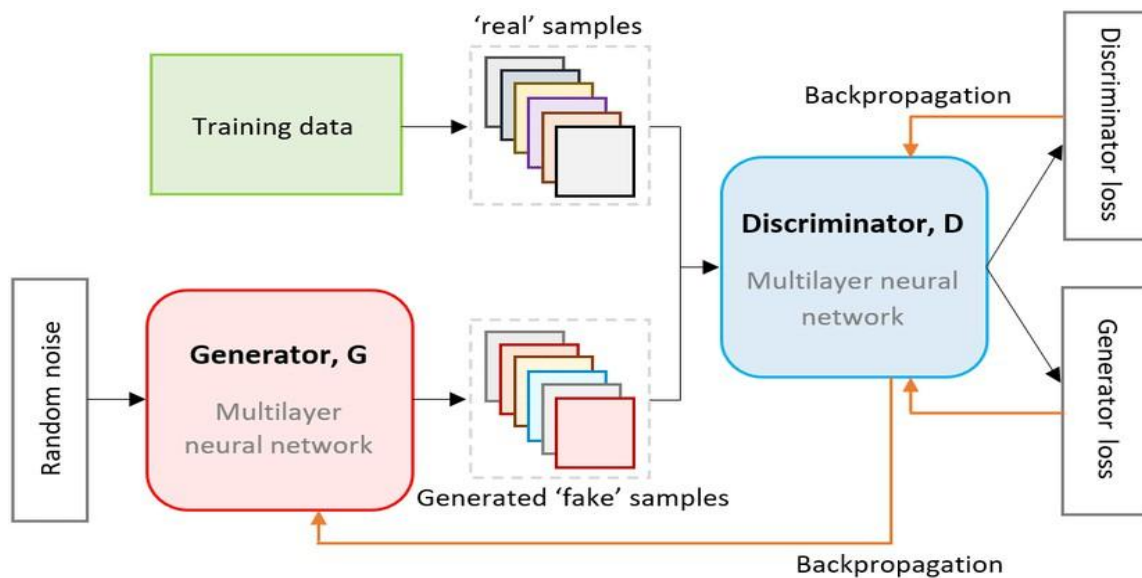 'real' samples
Training data
Backpropagation
Discriminator loss
Discriminator, D
Multilayer neural
network
Random noise
Generator, G
Multilayer
neural network
Generated 'fake' samples
Generator loss
Backpropagation